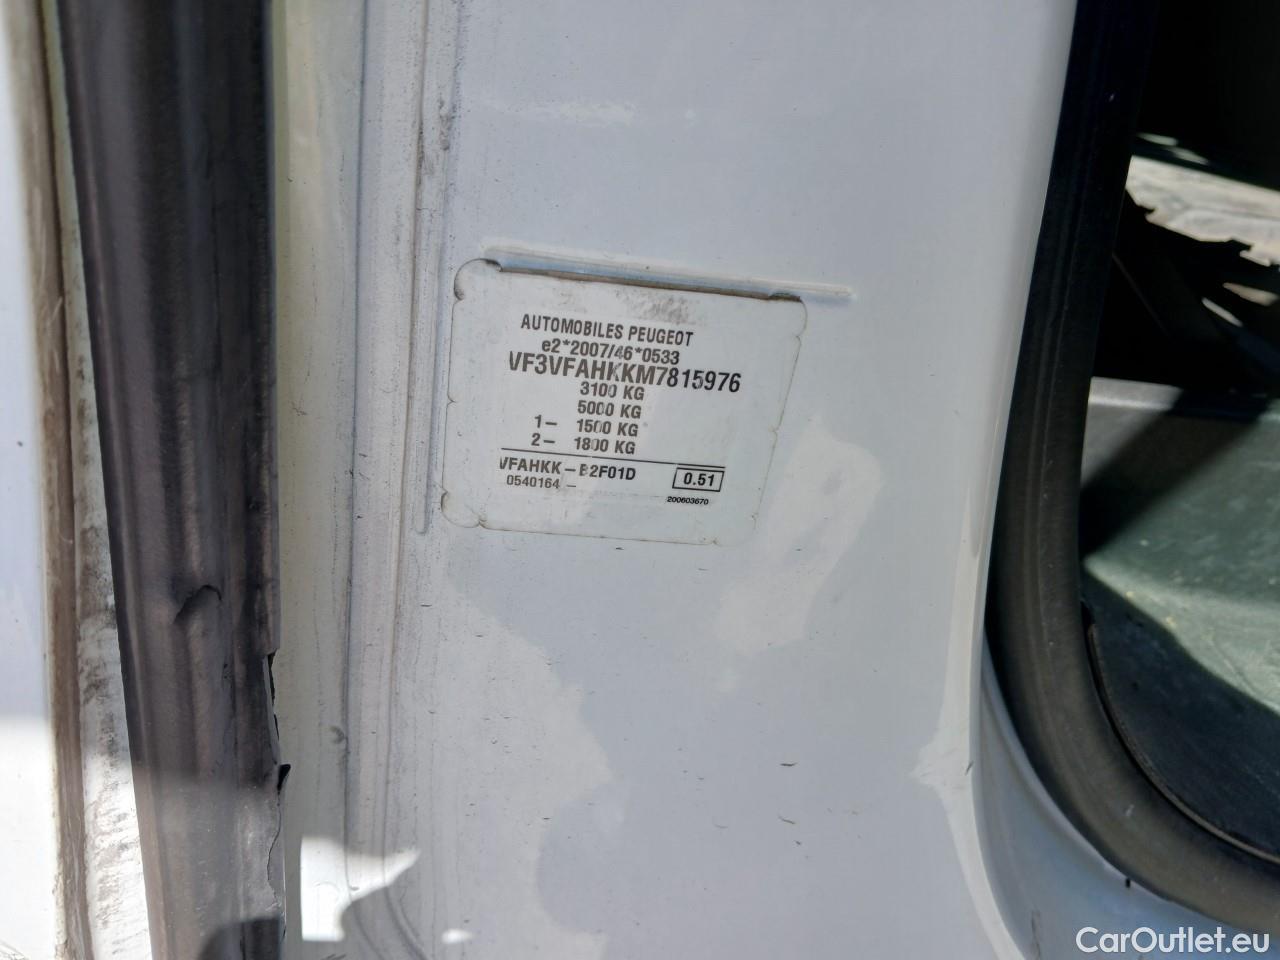 AUTOMOBILES PEUGEOT
e2*2007/46*0533
VF3VFAHKKM7815976
3100 KG
5000 KG
1- 1500 KG
2- 1800 KG
VFAHKK-B2F01D 0.51
0540164 -
200603670
CarOutlet.eu